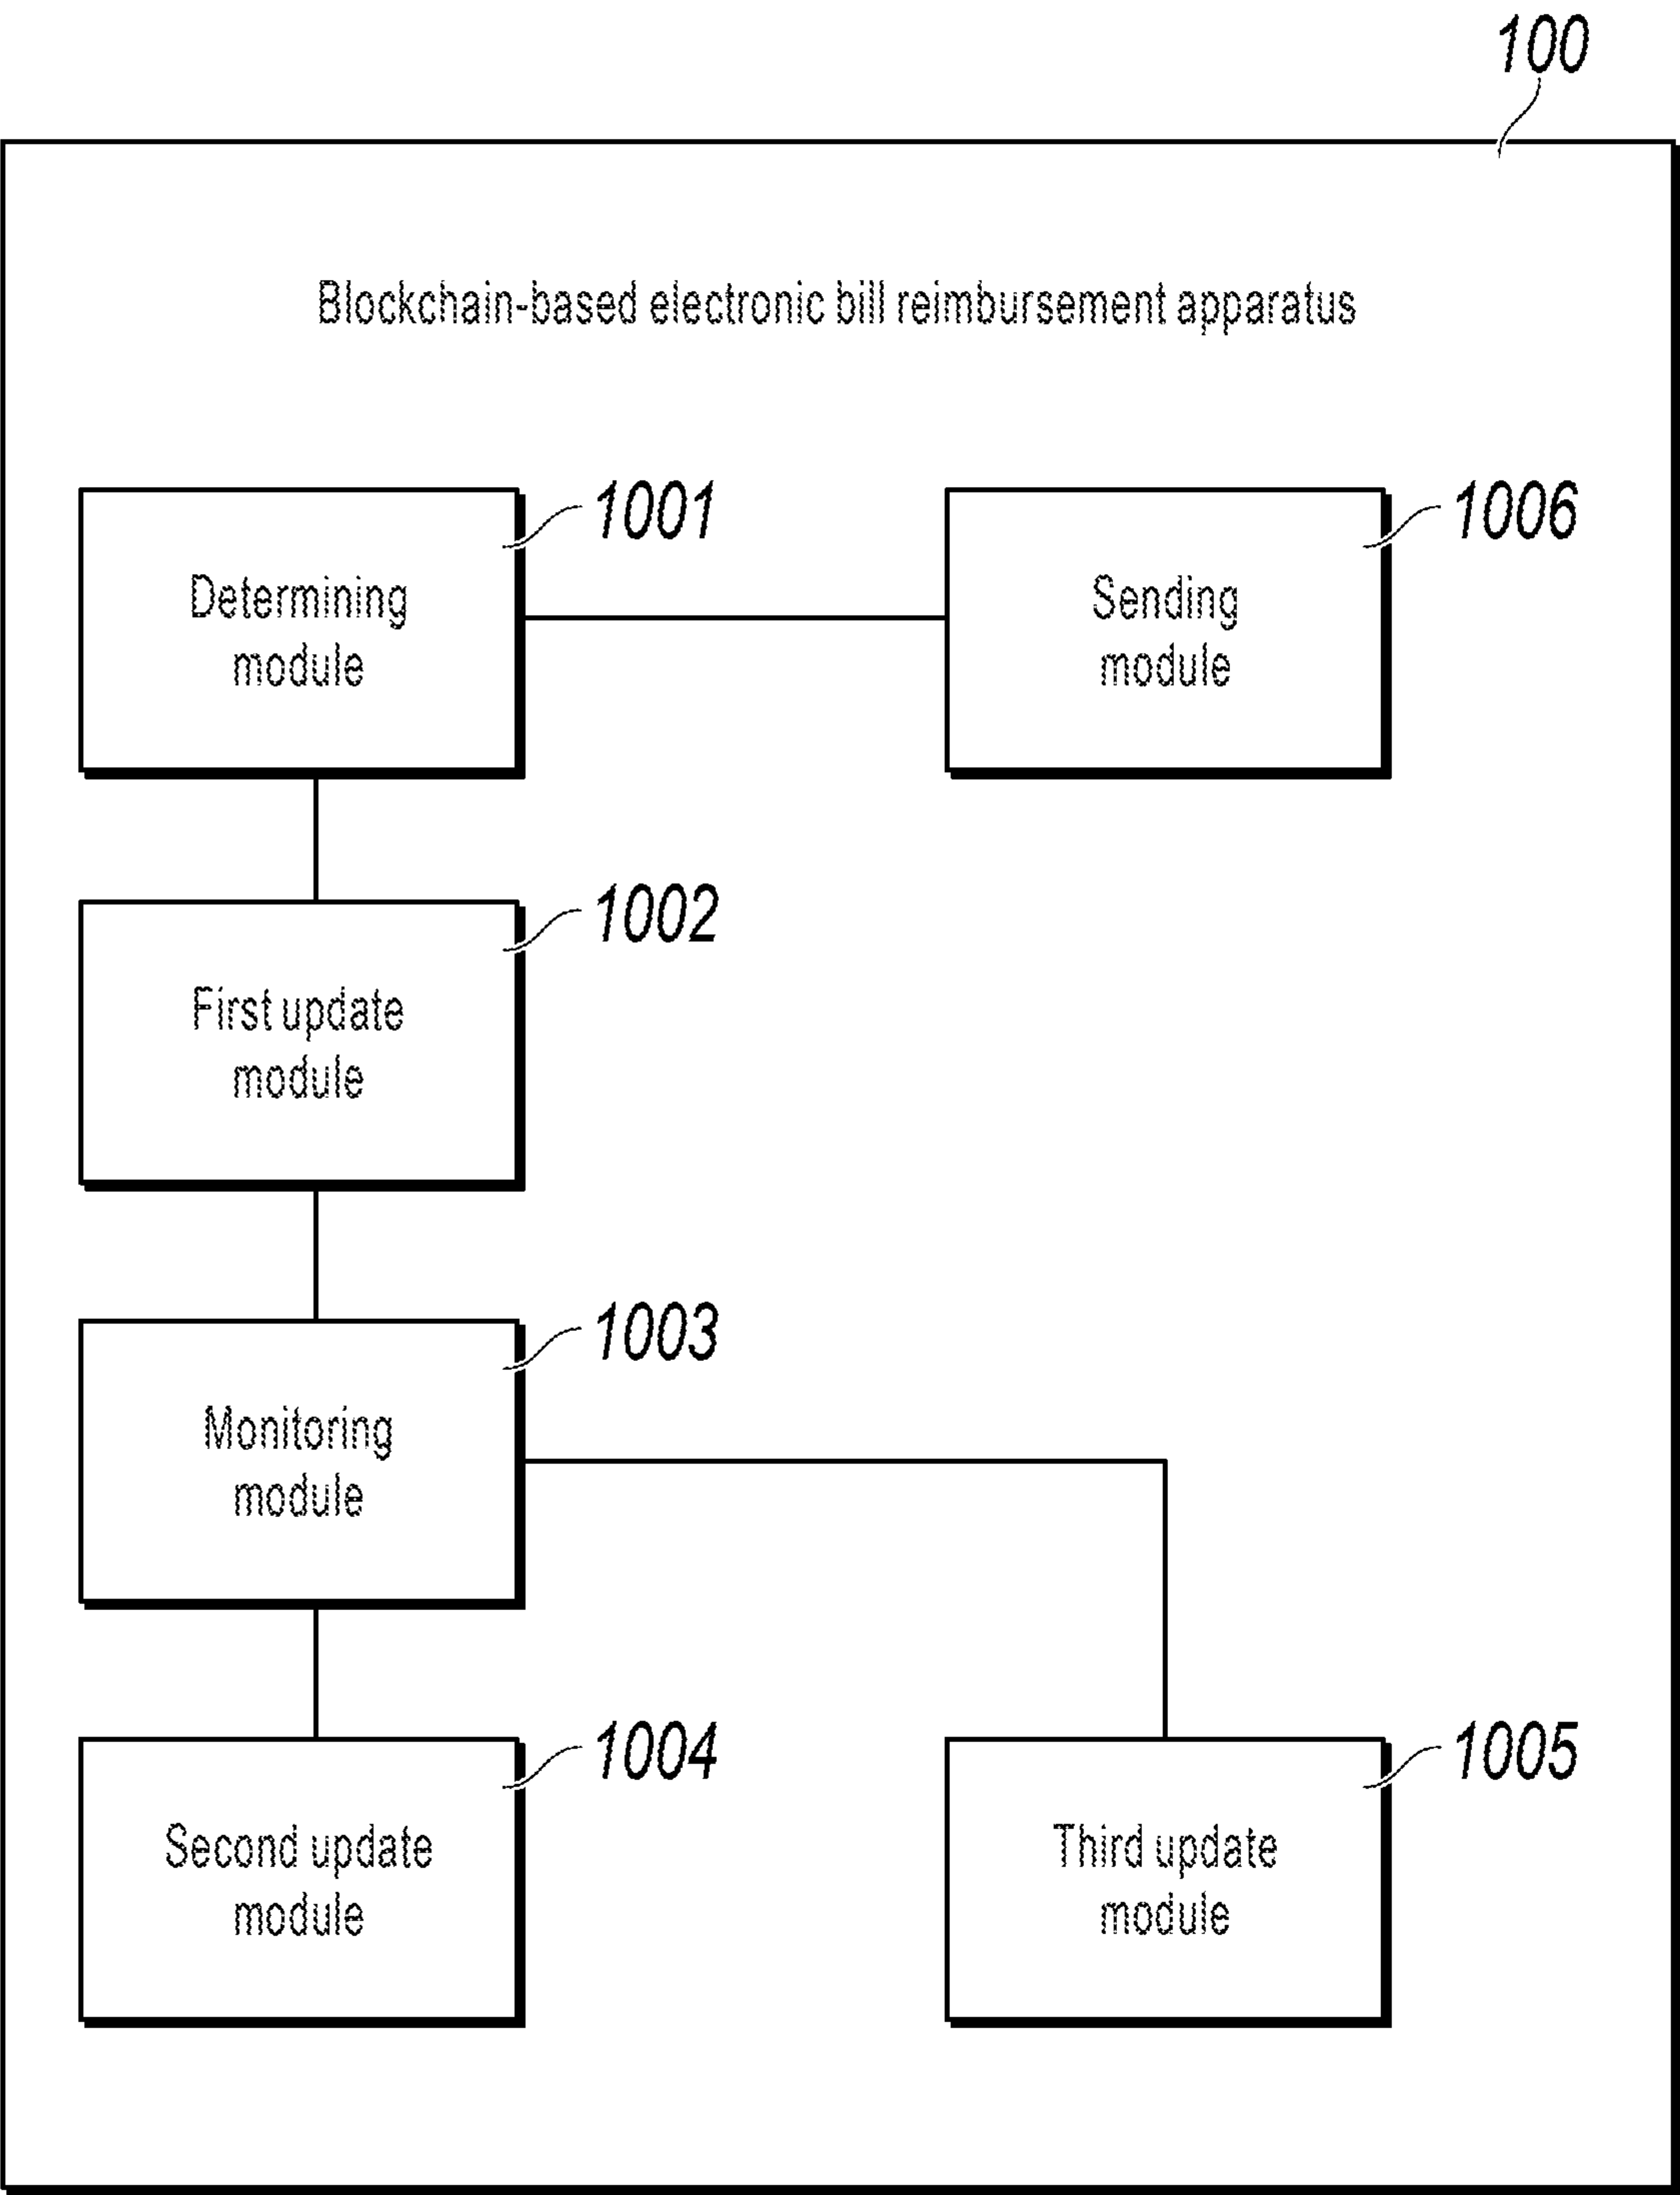 100
Blockchain-based electronic bill reimbursement apparatus
1001
Determining
module
1006
Sending
module
1002
First update
module
1003
Monitoring
module
1004
Second update
module
1005
Third update
module